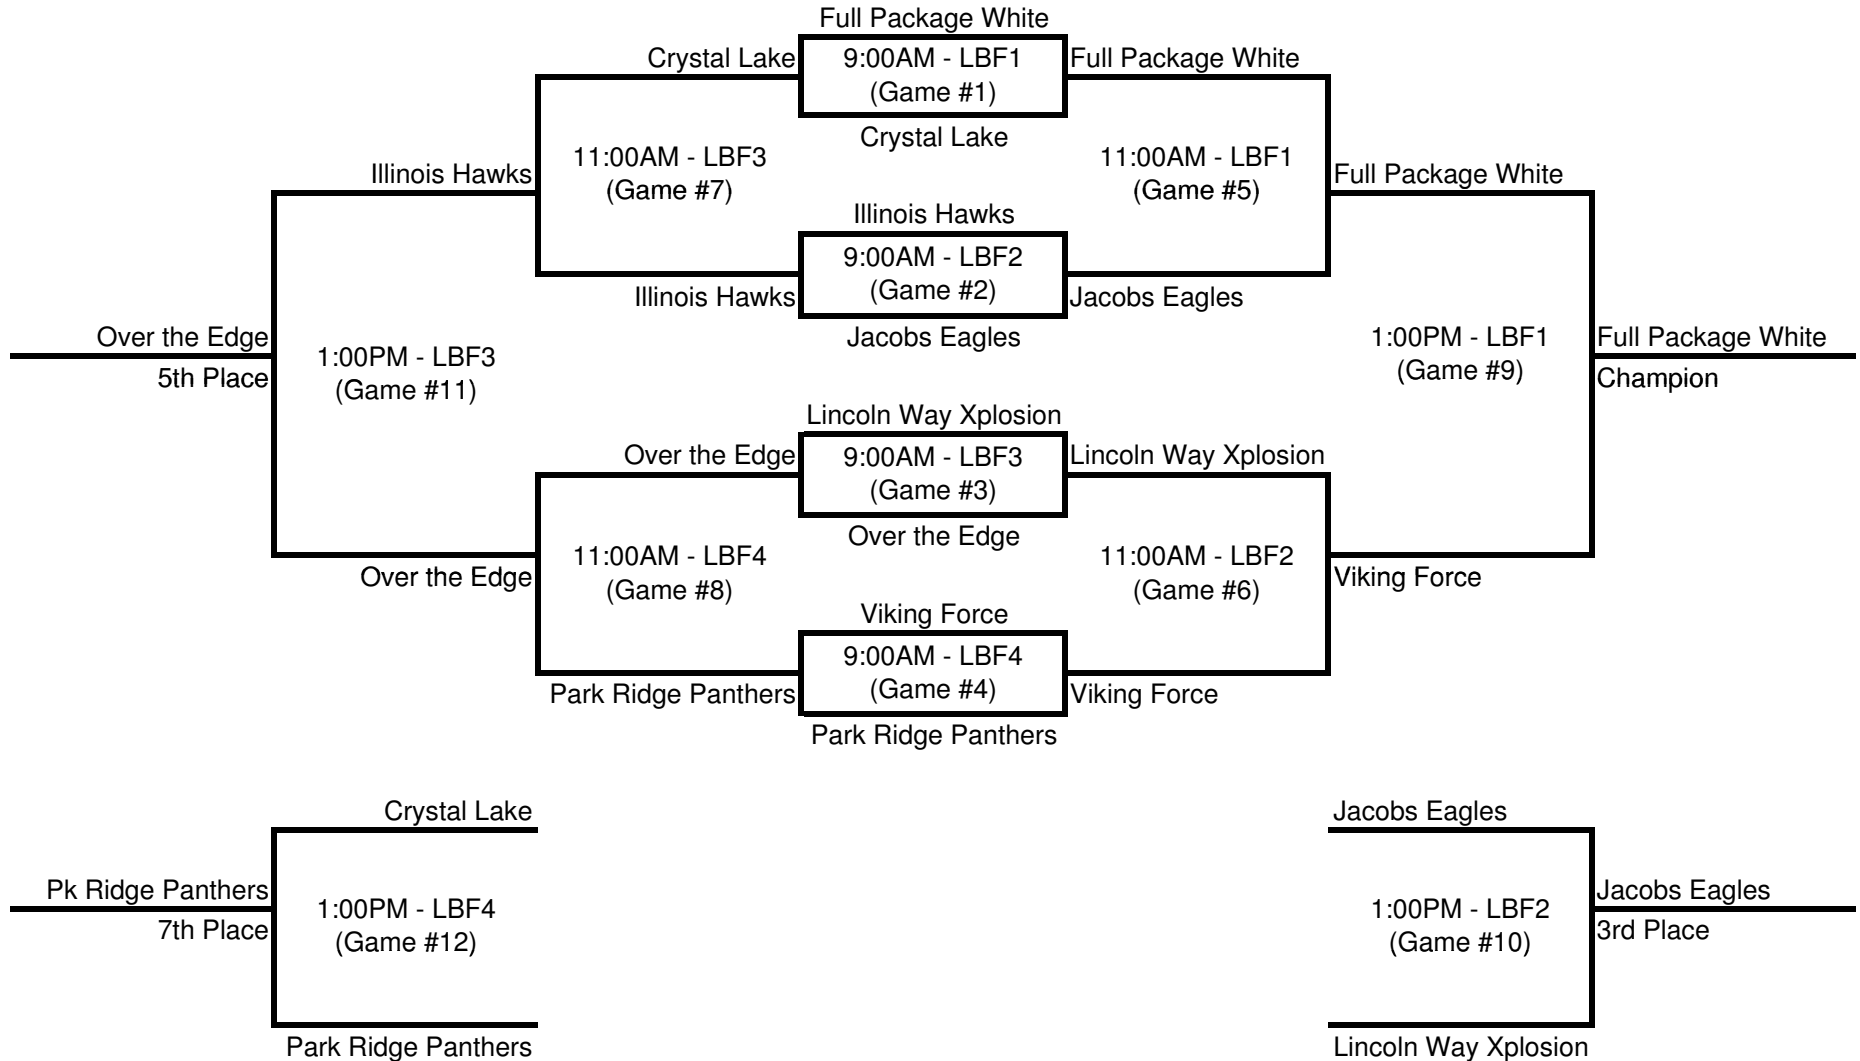 Full Package White
Crystal Lake
9:00AM - LBF1
Full Package White
(Game #1)
Crystal Lake
11:00AM - LBF3
(Game #7)
11:00AM - LBF1
(Game #5)
Illinois Hawks
Full Package White
Illinois Hawks
9:00AM - LBF2
(Game #2)
Illinois Hawks
Jacobs Eagles
Jacobs Eagles
Over the Edge
5th Place
1:00PM - LBF3
(Game #11)
1:00PM - LBF1
(Game #9)
Full Package White
Champion
Lincoln Way Xplosion
Over the Edge
9:00AM - LBF3
(Game #3)
Lincoln Way Xplosion
Over the Edge
11:00AM - LBF4
(Game #8)
11:00AM - LBF2
(Game #6)
Over the Edge
Viking Force
Viking Force
9:00AM - LBF4
(Game #4)
Park Ridge Panthers
Viking Force
Park Ridge Panthers
Crystal Lake
Jacobs Eagles
Pk Ridge Panthers
7th Place
1:00PM - LBF4
(Game #12)
1:00PM - LBF2
(Game #10)
Jacobs Eagles
3rd Place
Park Ridge Panthers
Lincoln Way Xplosion